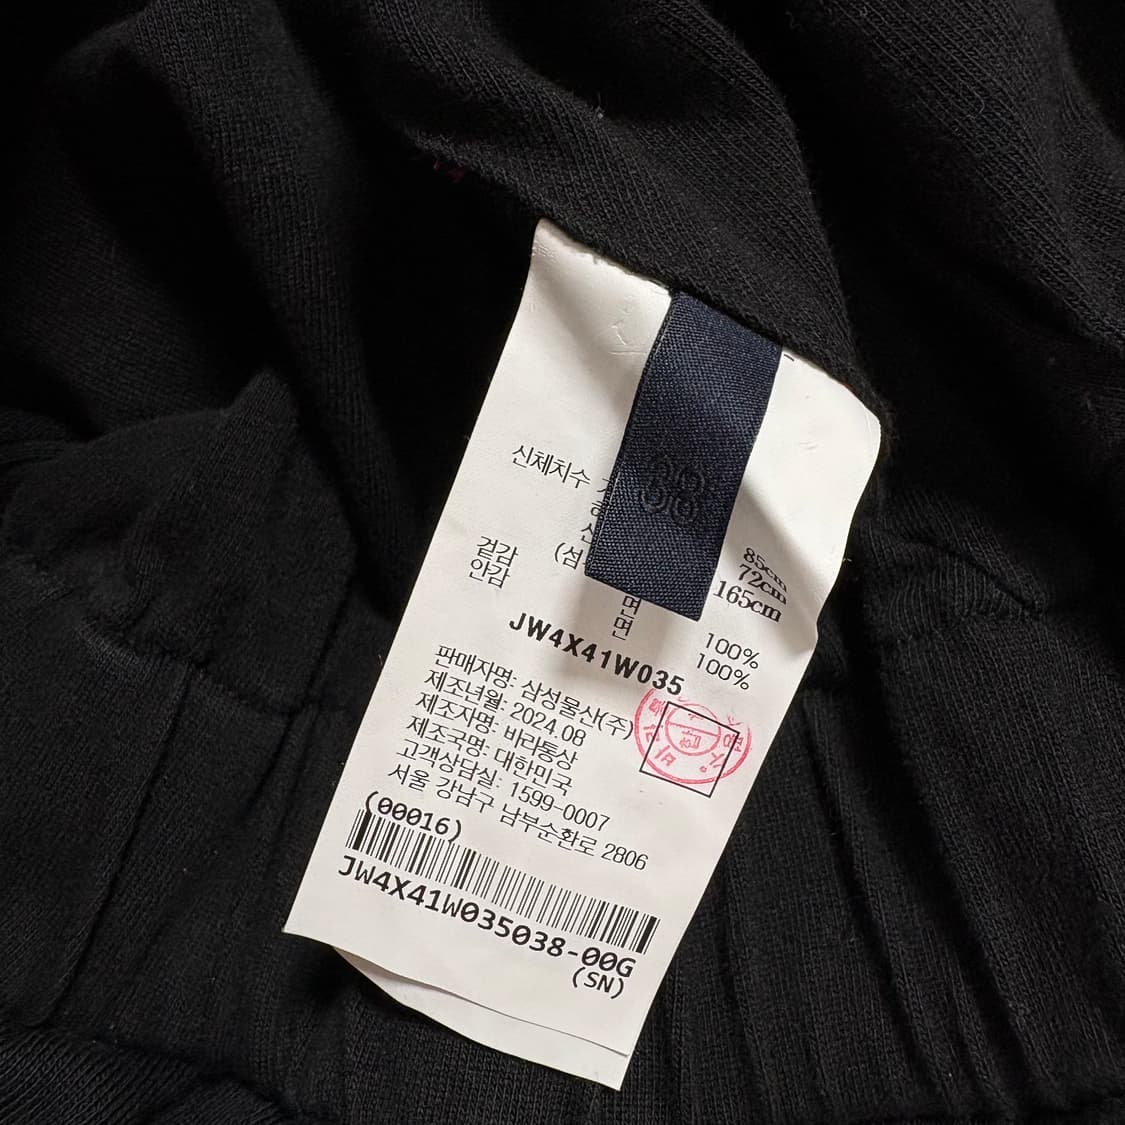 신체치수
85cm
72cm
165cm
(섬
겉감 면 100%
안감 면 100%
JW4X41W035
판매자명: 삼성물산(주)
제조년월: 2024.08
제조자명: 바라통상
제조국명: 대한민국
고객상담실: 1599-0007
서울 강남구 남부순환로 2806
(00016)
JW4X41W035038-00G
(SN)